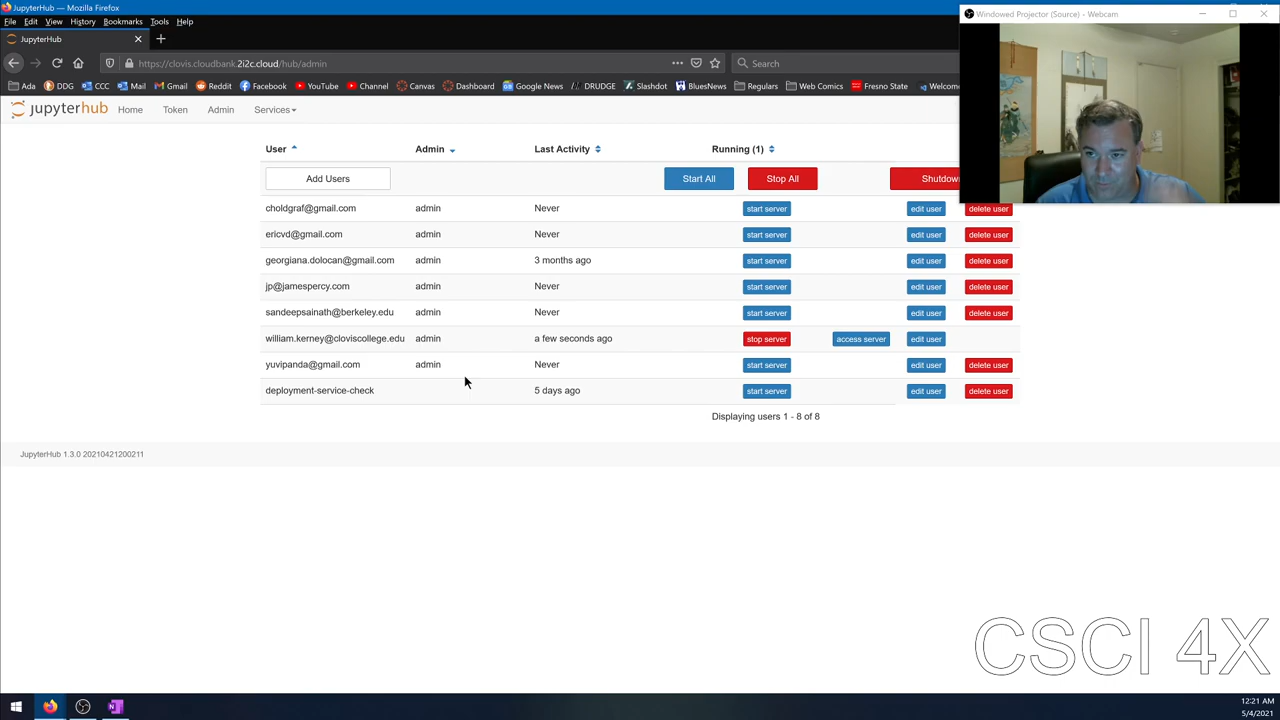 JupyterHub — Mozilla Firefox
File Edit View History Bookmarks Tools Help
Windowed Projector (Source) - Webcam
JupyterHub
https://clovis.cloudbank.2i2c.cloud/hub/admin
Search
Ada DDG CCC Mail Gmail Reddit Facebook YouTube Channel Canvas Dashboard Google News DRUDGE Slashdot BluesNews Regulars Web Comics Fresno State Welcome
jupyterhub Home Token Admin Services
User Admin Last Activity Running (1)
Add Users Start All Stop All Shutdown
choldgraf@gmail.com admin Never start server edit user delete user
ericvd@gmail.com admin Never start server edit user delete user
georgiana.dolocan@gmail.com admin 3 months ago start server edit user delete user
jp@jamespercy.com admin Never start server edit user delete user
sandeepsainath@berkeley.edu admin Never start server edit user delete user
william.kerney@cloviscollege.edu admin a few seconds ago stop server access server edit user
yuvipanda@gmail.com admin Never start server edit user delete user
deployment-service-check 5 days ago start server edit user delete user
Displaying users 1 - 8 of 8
JupyterHub 1.3.0 20210421200211
CSCI 4X
12:21 AM
5/4/2021